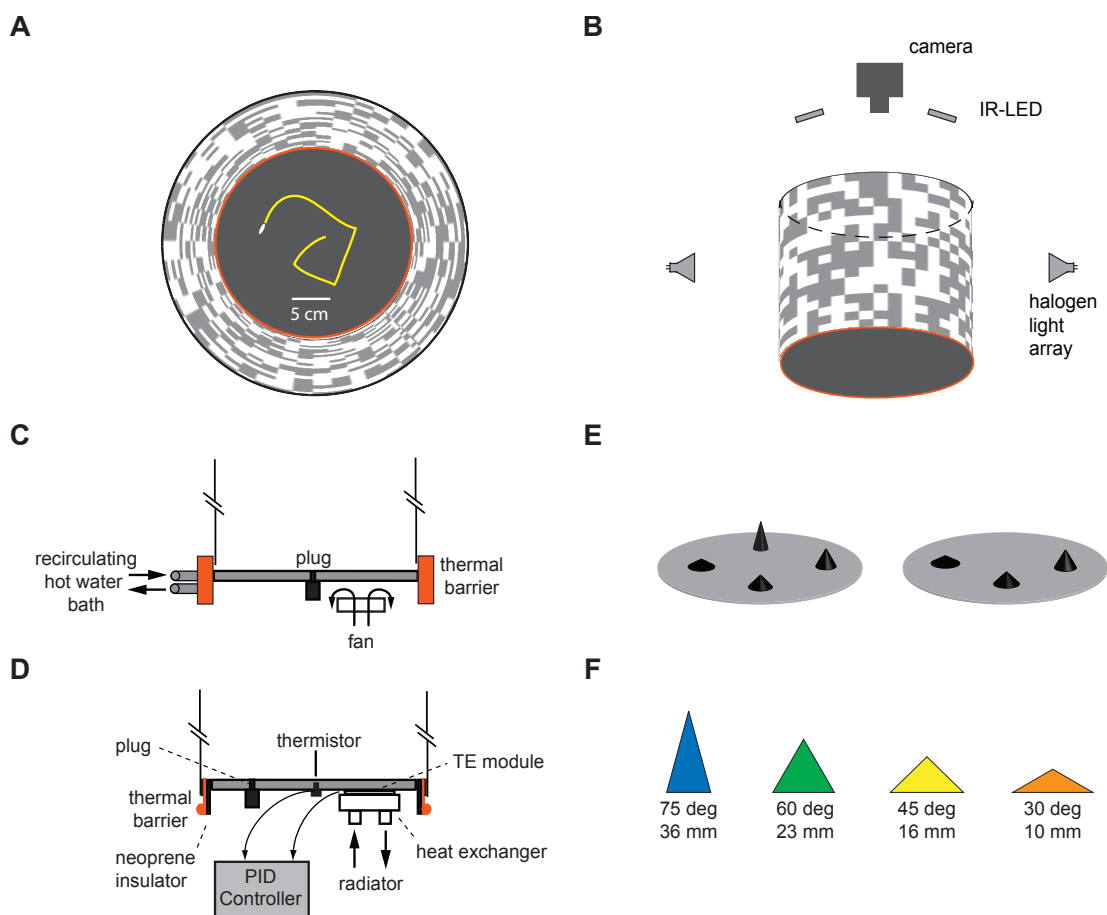 A
5 cm
B
camera
IR-LED
halogen
light
array
C
recirculating
hot water
bath
plug
fan
thermal
barrier
D
plug
thermistor
TE module
thermal
barrier
neoprene
insulator
PID
Controller
radiator
heat exchanger
E
F
75 deg
36 mm
60 deg
23 mm
45 deg
16 mm
30 deg
10 mm